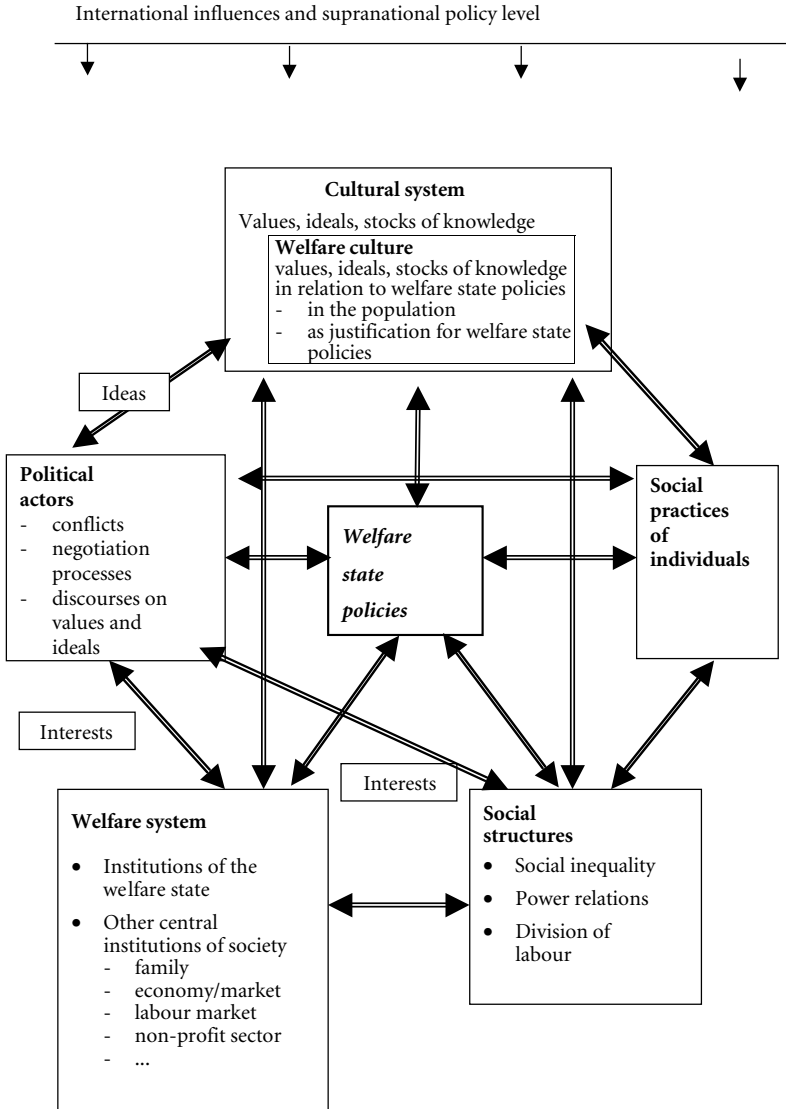 International influences and supranational policy level
Cultural system
Values, ideals, stocks of knowledge
Welfare culture
values, ideals, stocks of knowledge
in relation to welfare state policies
- in the population
- as justification for welfare state
policies
Ideas
Political
actors
- conflicts
- negotiation
processes
- discourses on
values and
ideals
Welfare
state
policies
Social
practices
of
individuals
Interests
Interests
Welfare system
• Institutions of the
welfare state
• Other central
institutions of society
- family
- economy/market
- labour market
- non-profit sector
- ...
Social
structures
• Social inequality
• Power relations
• Division of
labour